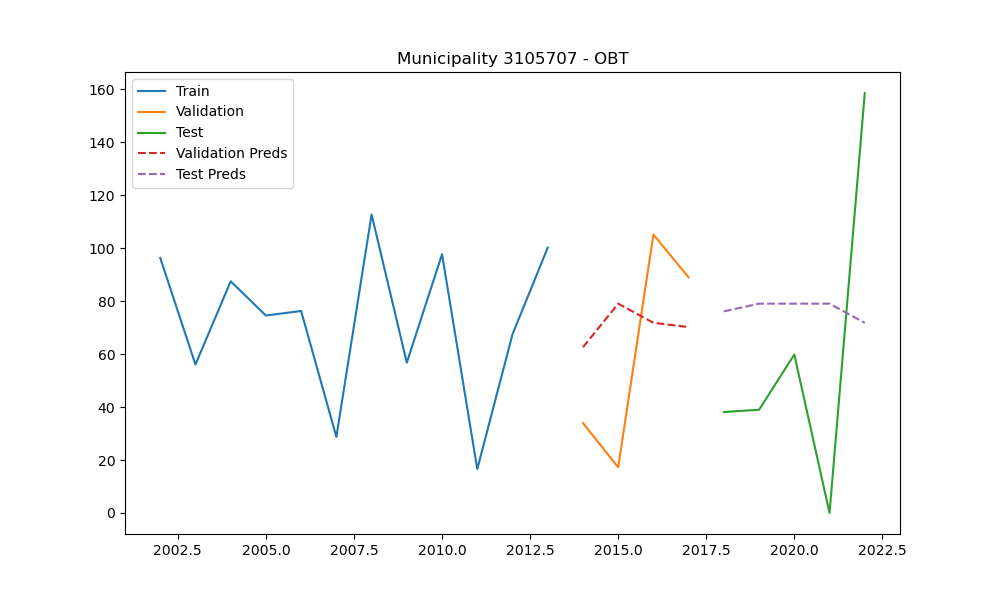 Municipality 3105707 - OBT
Train
Validation
Test
Validation Preds
Test Preds
160
140
120
100
80
60
40
20
0
2002.5 2005.0 2007.5 2010.0 2012.5 2015.0 2017.5 2020.0 2022.5